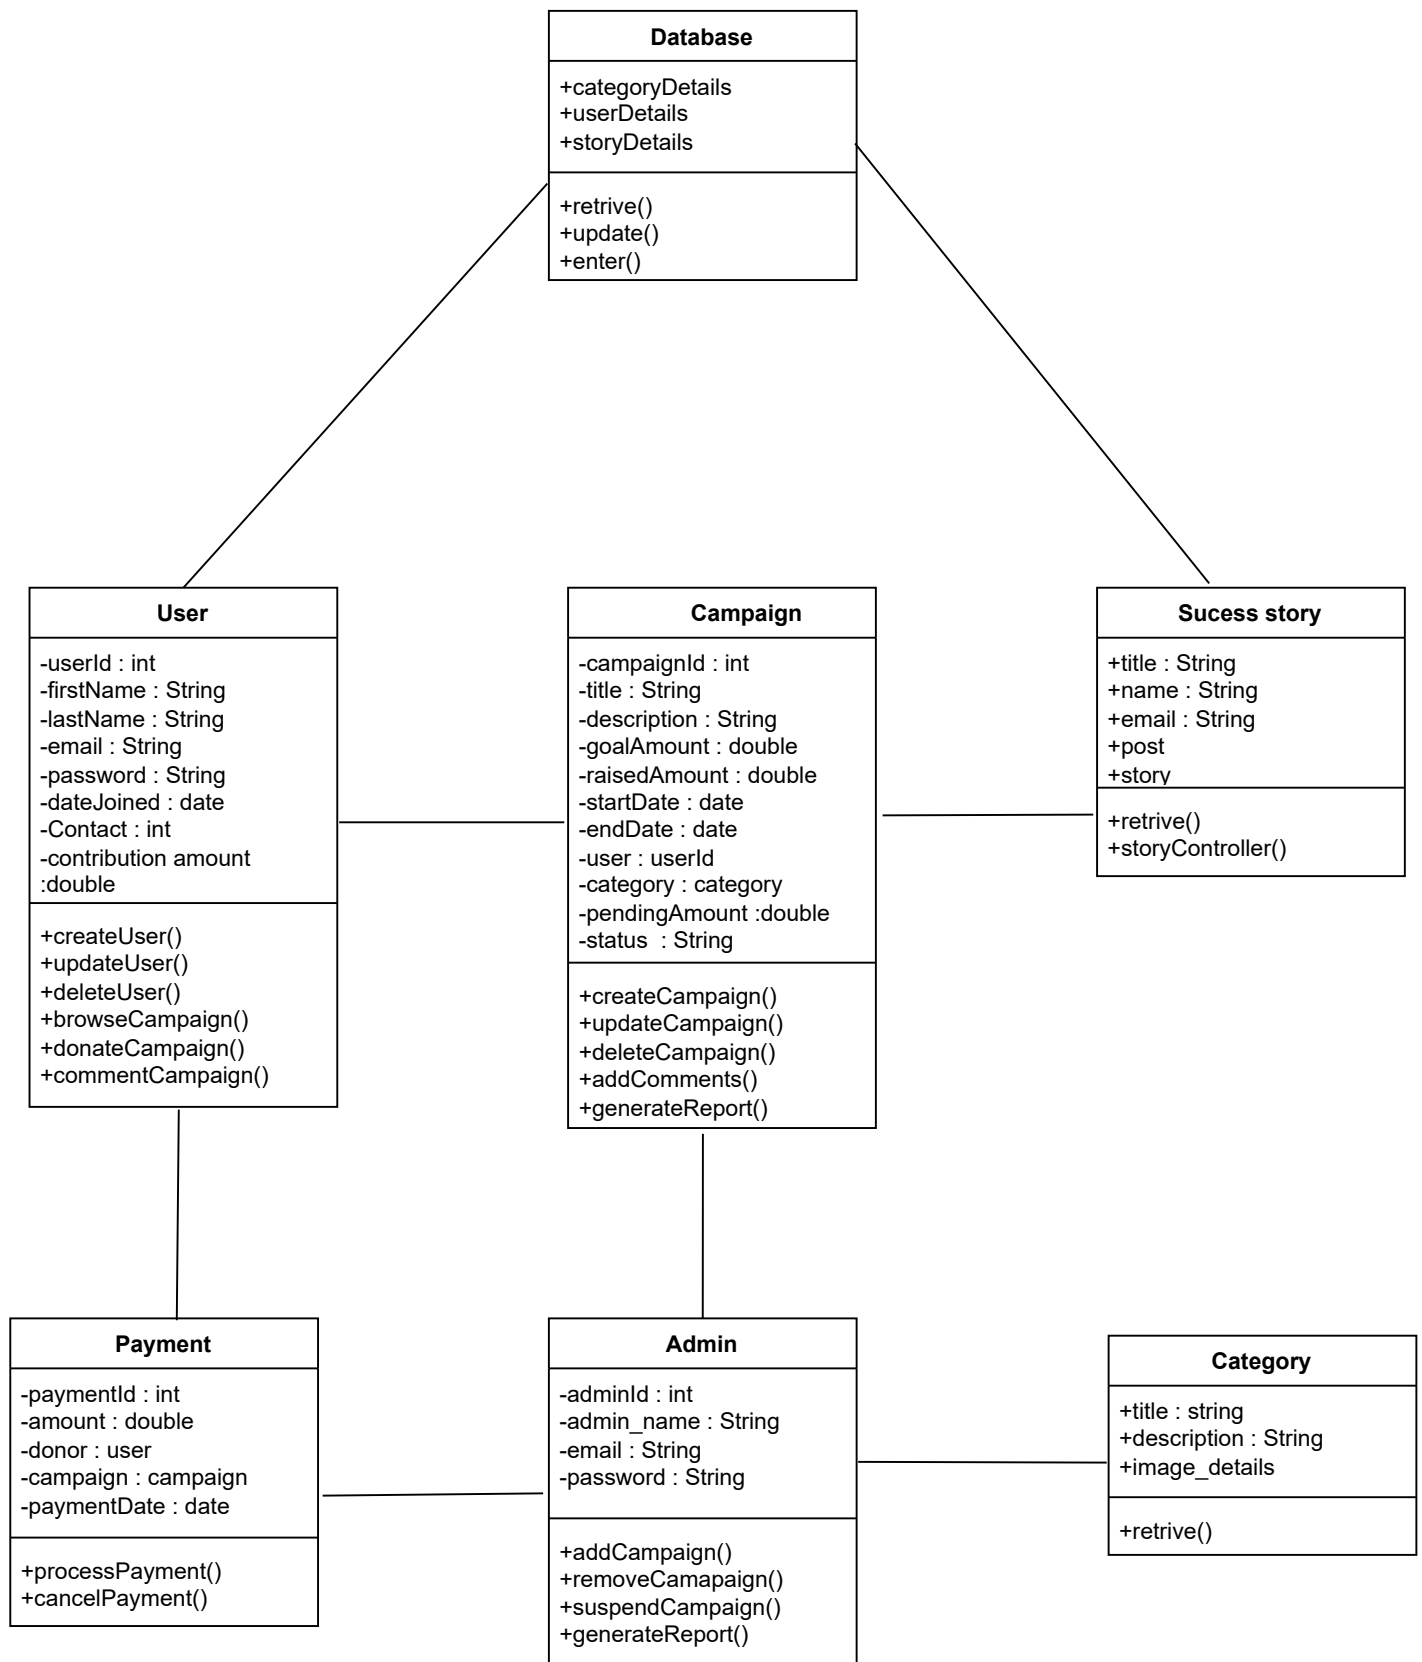 Database
+categoryDetails
+userDetails
+storyDetails
+retrive()
+update()
+enter()
User
-userId : int
-firstName : String
-lastName : String
-email : String
-password : String
-dateJoined : date
-Contact : int
-contribution amount
:double
+createUser()
+updateUser()
+deleteUser()
+browseCampaign()
+donateCampaign()
+commentCampaign()
Campaign
-campaignId : int
-title : String
-description : String
-goalAmount : double
-raisedAmount : double
-startDate : date
-endDate : date
-user : userId
-category : category
-pendingAmount :double
-status  : String
+createCampaign()
+updateCampaign()
+deleteCampaign()
+addComments()
+generateReport()
Sucess story
+title : String
+name : String
+email : String
+post
+story
+retrive()
+storyController()
Payment
-paymentId : int
-amount : double
-donor : user
-campaign : campaign
-paymentDate : date
+processPayment()
+cancelPayment()
Admin
-adminId : int
-admin_name : String
-email : String
-password : String
+addCampaign()
+removeCamapaign()
+suspendCampaign()
+generateReport()
Category
+title : string
+description : String
+image_details
+retrive()